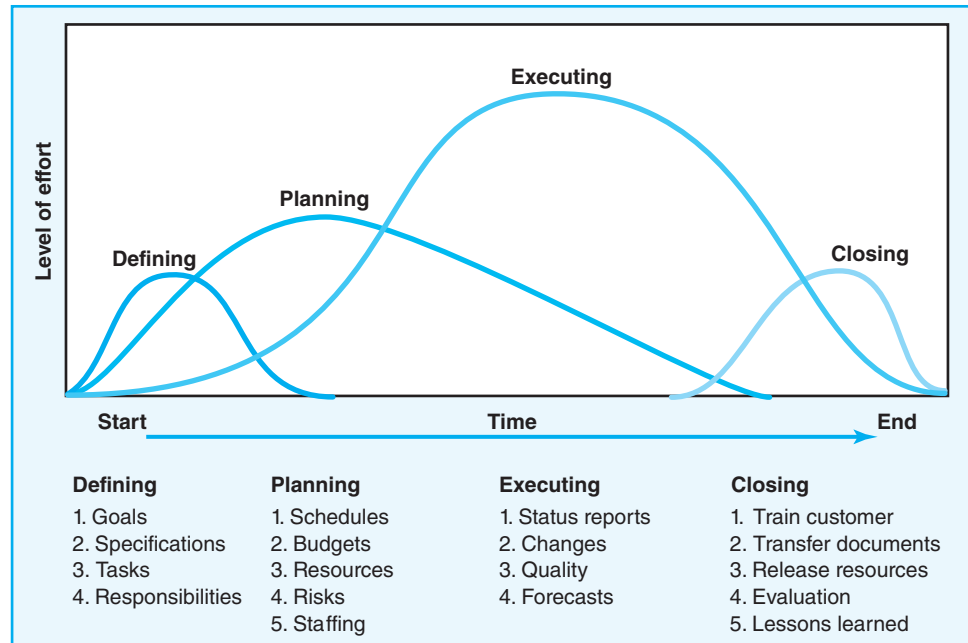 Executing
Planning
Defining
Closing
Level of effort
Start
Time
End
Defining
1. Goals
2. Specifications
3. Tasks
4. Responsibilities
Planning
1. Schedules
2. Budgets
3. Resources
4. Risks
5. Staffing
Executing
1. Status reports
2. Changes
3. Quality
4. Forecasts
Closing
1. Train customer
2. Transfer documents
3. Release resources
4. Evaluation
5. Lessons learned